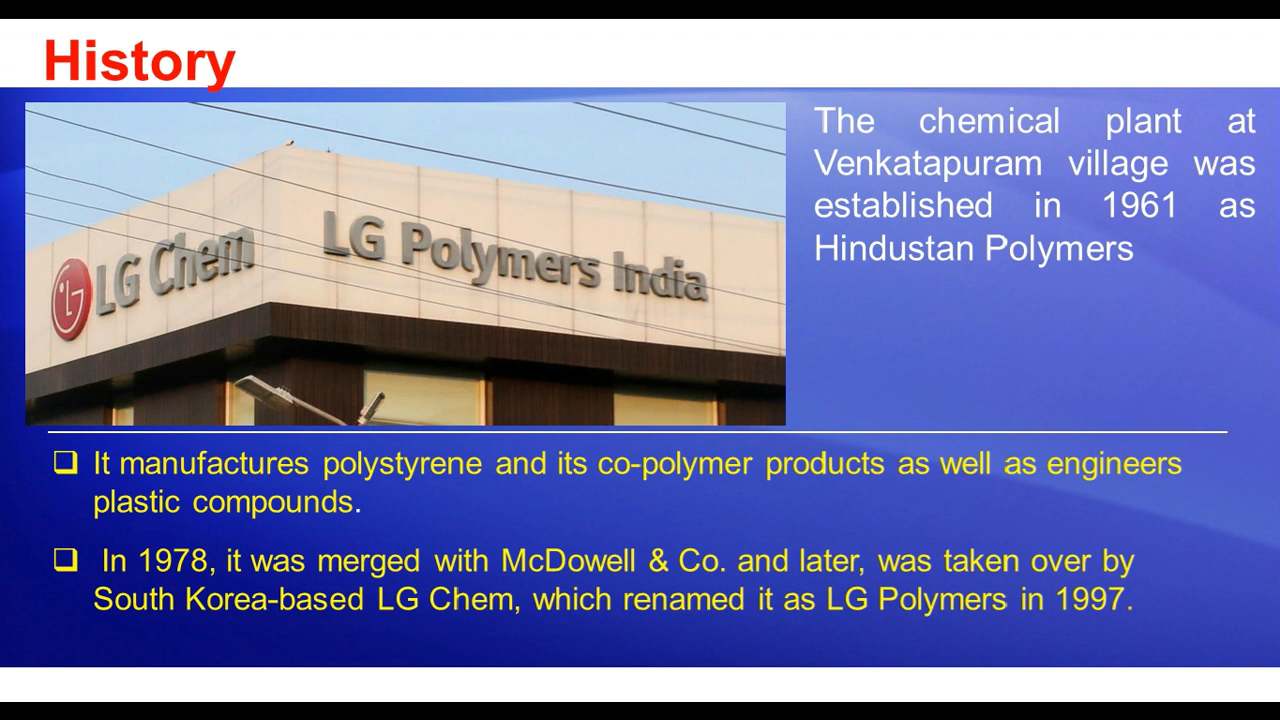 History
LG Chem
LG Polymers India
The chemical plant at
Venkatapuram village was
established in 1961 as
Hindustan Polymers
It manufactures polystyrene and its co-polymer products as well as engineers
plastic compounds.
In 1978, it was merged with McDowell & Co. and later, was taken over by
South Korea-based LG Chem, which renamed it as LG Polymers in 1997.